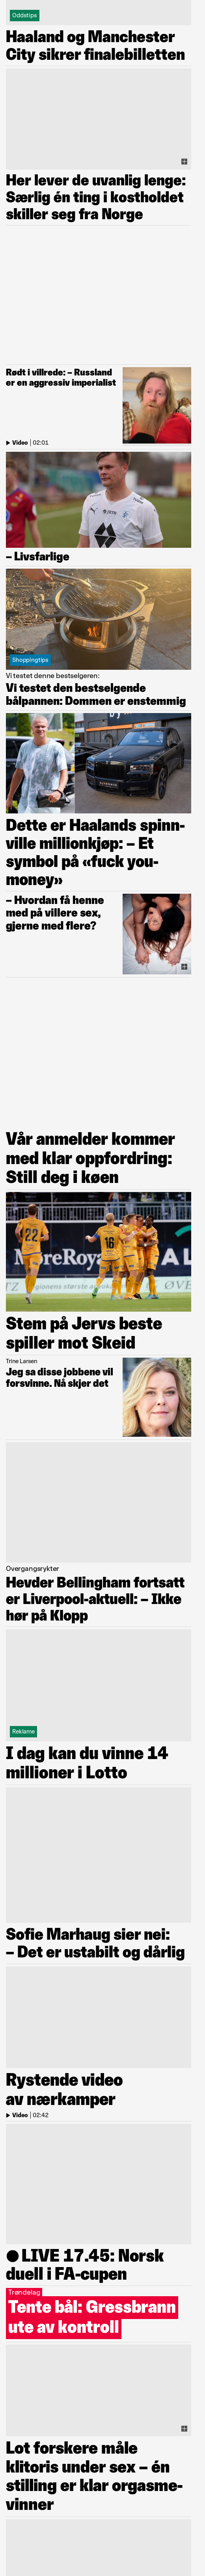 Oddstips
Haaland og Manchester
City sikrer finalebilletten
Her lever de uvanlig lenge:
Særlig én ting i kostholdet
skiller seg fra Norge
Rødt i villrede: – Russland
er en aggressiv imperialist
Video | 02:01
– Livsfarlige
Shoppingtips
Vi testet denne bestselgeren:
Vi testet den bestselgende
bålpannen: Dommen er enstemmig
Dette er Haalands spinn-
ville millionkjøp: – Et
symbol på «fuck you-
money»
– Hvordan få henne
med på villere sex,
gjerne med flere?
Vår anmelder kommer
med klar oppfordring:
Still deg i køen
22
16
Stem på Jervs beste
spiller mot Skeid
Trine Larsen
Jeg sa disse jobbene vil
forsvinne. Nå skjer det
Overgangsrykter
Hevder Bellingham fortsatt
er Liverpool-aktuell: – Ikke
hør på Klopp
Reklame
I dag kan du vinne 14
millioner i Lotto
Sofie Marhaug sier nei:
– Det er ustabilt og dårlig
Rystende video
av nærkamper
Video | 02:42
LIVE 17.45: Norsk
duell i FA-cupen
Trøndelag
Tente bål: Gressbrann
ute av kontroll
Lot forskere måle
klitoris under sex – én
stilling er klar orgasme-
vinner